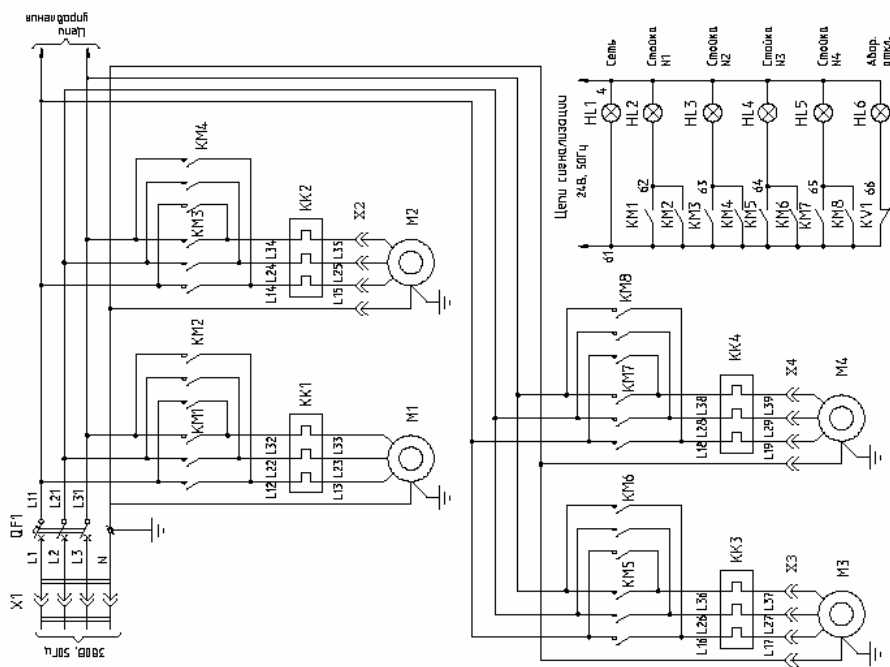 Цепи
управления
380В, 50Гц
X1
QF1
L1
L2
L3
N
L11
L21
L31
KM1
KM2
L12
L22
L32
KK1
L13
L23
L33
M1
KM3
KM4
L14
L24
L34
KK2
L15
L25
L35
X2
M2
KM5
KM6
L16
L26
L36
KK3
L17
L27
L37
X3
M3
KM7
KM8
L18
L28
L38
KK4
L19
L29
L39
X4
M4
Цепи сигнализации
24В, 50Гц
61
4
HL1
Сеть
KM1
KM2
62
HL2
Стойка
N1
KM3
KM4
63
HL3
Стойка
N2
KM5
KM6
64
HL4
Стойка
N3
KM7
KM8
65
HL5
Стойка
N4
KV1
66
HL6
Авар.
откл.